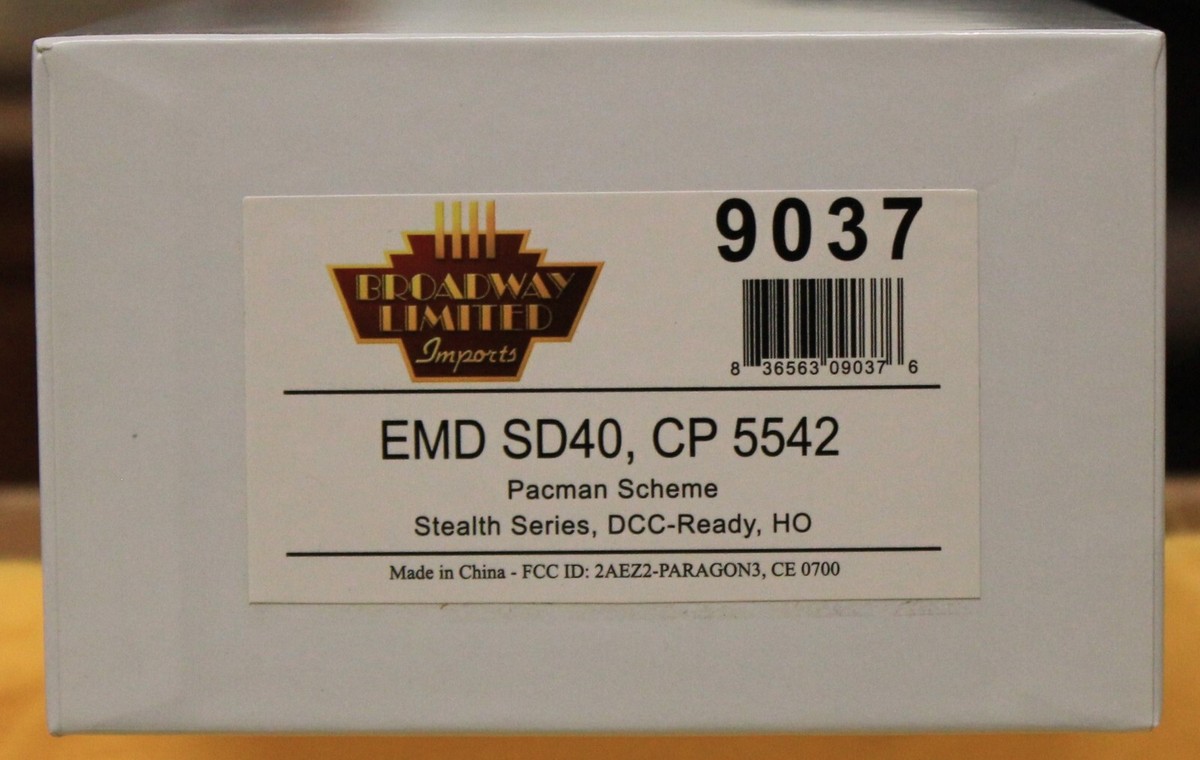 BROADWAY
LIMITED
Imports
9037
8 36563 09037 6
EMD SD40, CP 5542
Pacman Scheme
Stealth Series, DCC-Ready, HO
Made in China - FCC ID: 2AEZ2-PARAGON3, CE 0700